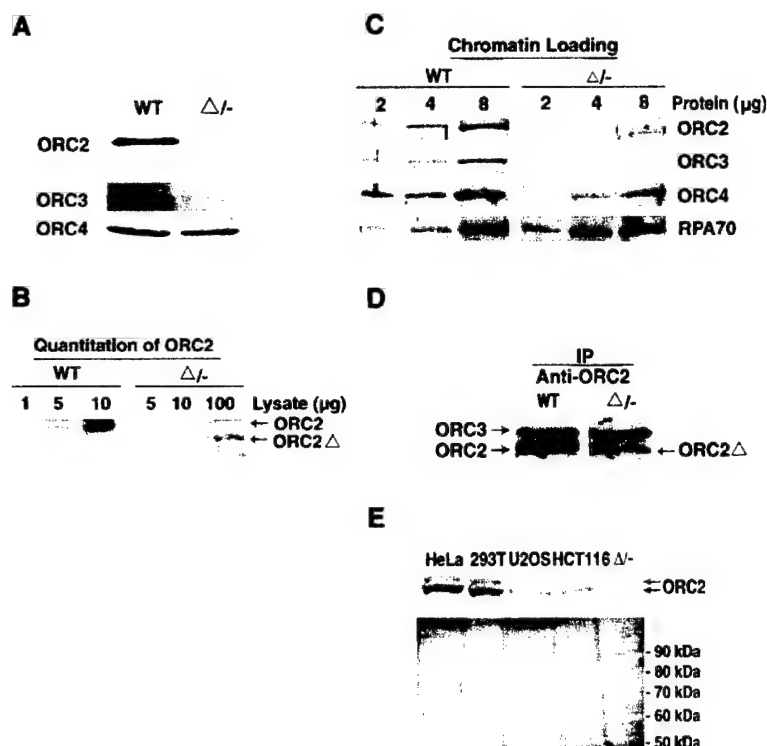 A
WT △/-
ORC2
ORC3
ORC4
B
Quantitation of ORC2
WT △/-
1 5 10 5 10 100 Lysate (µg)
← ORC2
← ORC2△
C
Chromatin Loading
WT △/-
2 4 8 2 4 8 Protein (µg)
ORC2
ORC3
ORC4
RPA70
D
IP
Anti-ORC2
WT △/-
ORC3 →
ORC2 → ← ORC2△
E
HeLa 293T U2OS HCT116 Δ/-
ORC2
- 90 kDa
- 80 kDa
- 70 kDa
- 60 kDa
- 50 kDa